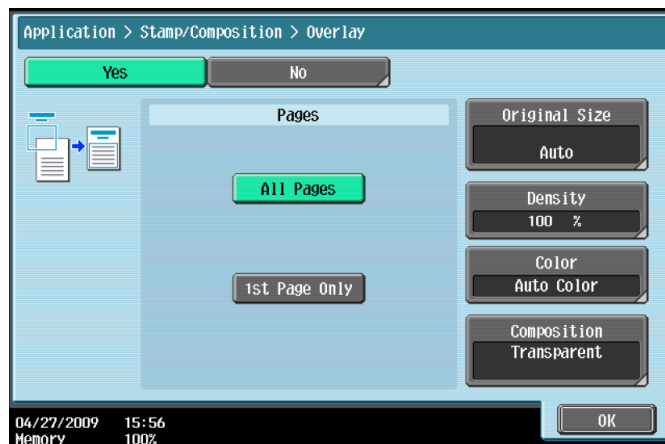 Application > Stamp/Composition > Overlay
Yes
No
Pages
All Pages
1st Page Only
Original Size
Auto
Density
100 %
Color
Auto Color
Composition
Transparent
04/27/2009 15:56
Memory 100%
OK